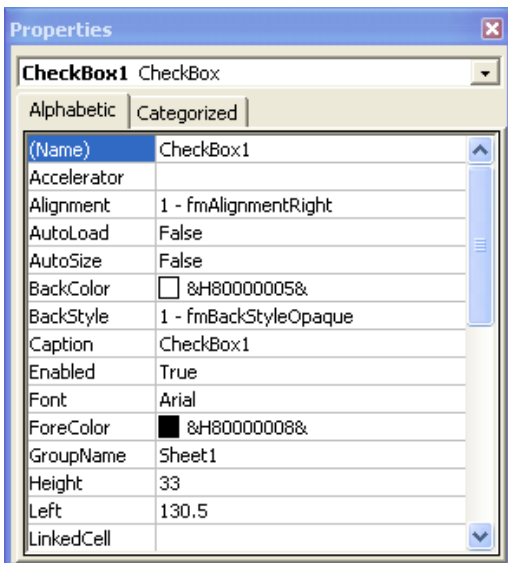 Properties
CheckBox1 CheckBox
Alphabetic Categorized
(Name) CheckBox1
Accelerator
Alignment 1 - fmAlignmentRight
AutoLoad False
AutoSize False
BackColor &H80000005&
BackStyle 1 - fmBackStyleOpaque
Caption CheckBox1
Enabled True
Font Arial
ForeColor &H80000008&
GroupName Sheet1
Height 33
Left 130.5
LinkedCell